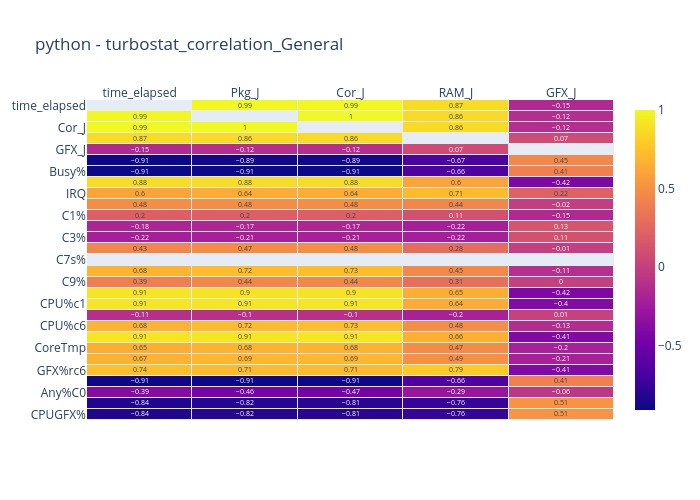 python - turbostat_correlation_General
time_elapsed Pkg_J Cor_J RAM_J GFX_J
time_elapsed 0.99 0.99 0.87 −0.15
0.99 1 0.86 −0.12
Cor_J 0.99 1 0.86 −0.12
0.87 0.86 0.86 0.07
GFX_J −0.15 −0.12 −0.12 0.07
−0.91 −0.89 −0.89 −0.67 0.45
Busy% −0.91 −0.91 −0.91 −0.66 0.41
0.88 0.88 0.88 0.6 −0.42
IRQ 0.6 0.64 0.64 0.71 0.22
0.48 0.48 0.48 0.44 −0.02
C1% 0.2 0.2 0.2 0.11 −0.15
−0.18 −0.17 −0.17 −0.22 0.13
C3% −0.22 −0.21 −0.21 −0.22 0.11
0.43 0.47 0.48 0.28 −0.01
C7s%
0.68 0.72 0.73 0.45 −0.11
C9% 0.39 0.44 0.44 0.31 0
0.91 0.9 0.9 0.65 −0.42
CPU%c1 0.91 0.91 0.91 0.64 −0.4
−0.11 −0.1 −0.1 −0.2 0.01
CPU%c6 0.68 0.72 0.73 0.48 −0.13
0.91 0.91 0.91 0.66 −0.41
CoreTmp 0.65 0.68 0.68 0.47 −0.2
0.67 0.69 0.69 0.49 −0.21
GFX%rc6 0.74 0.71 0.71 0.79 −0.41
−0.91 −0.91 −0.91 −0.66 0.41
Any%C0 −0.39 −0.46 −0.47 −0.29 −0.06
−0.84 −0.82 −0.81 −0.76 0.51
CPUGFX% −0.84 −0.82 −0.81 −0.76 0.51
1
0.5
0
−0.5